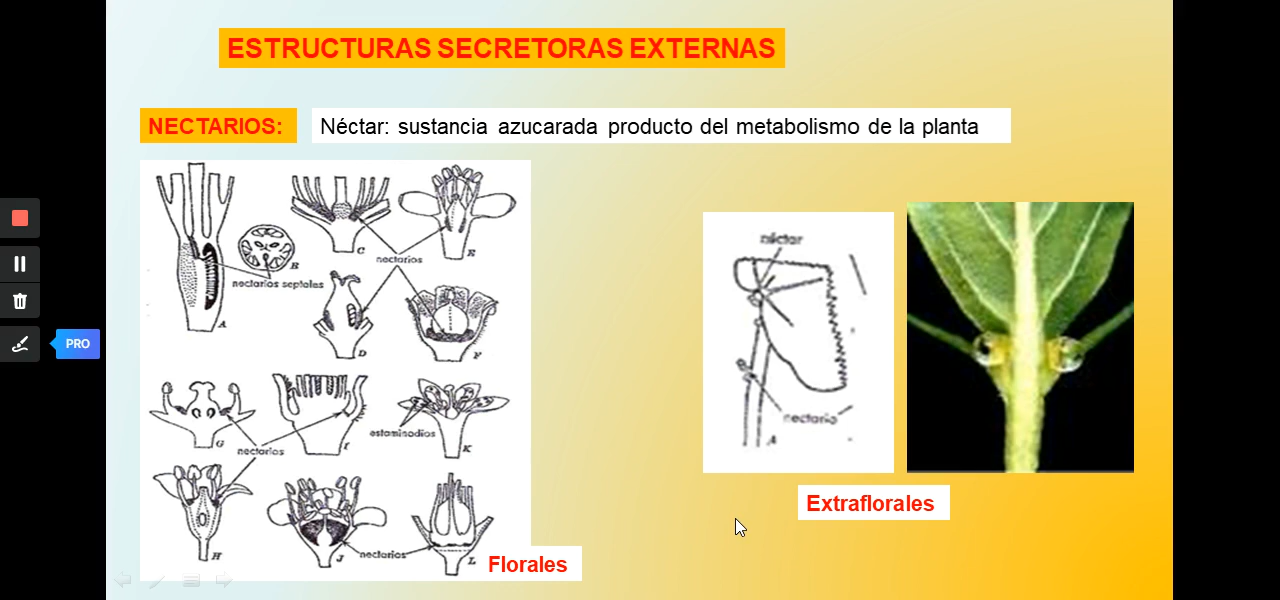 ESTRUCTURAS SECRETORAS EXTERNAS
NECTARIOS:
Néctar: sustancia azucarada producto del metabolismo de la planta
A
B
nectarios septales
C
nectarios
E
D
F
G
nectarios
I
estaminodios
K
H
J
nectarios
L
Florales
néctar
nectario
A
Extraflorales
PRO